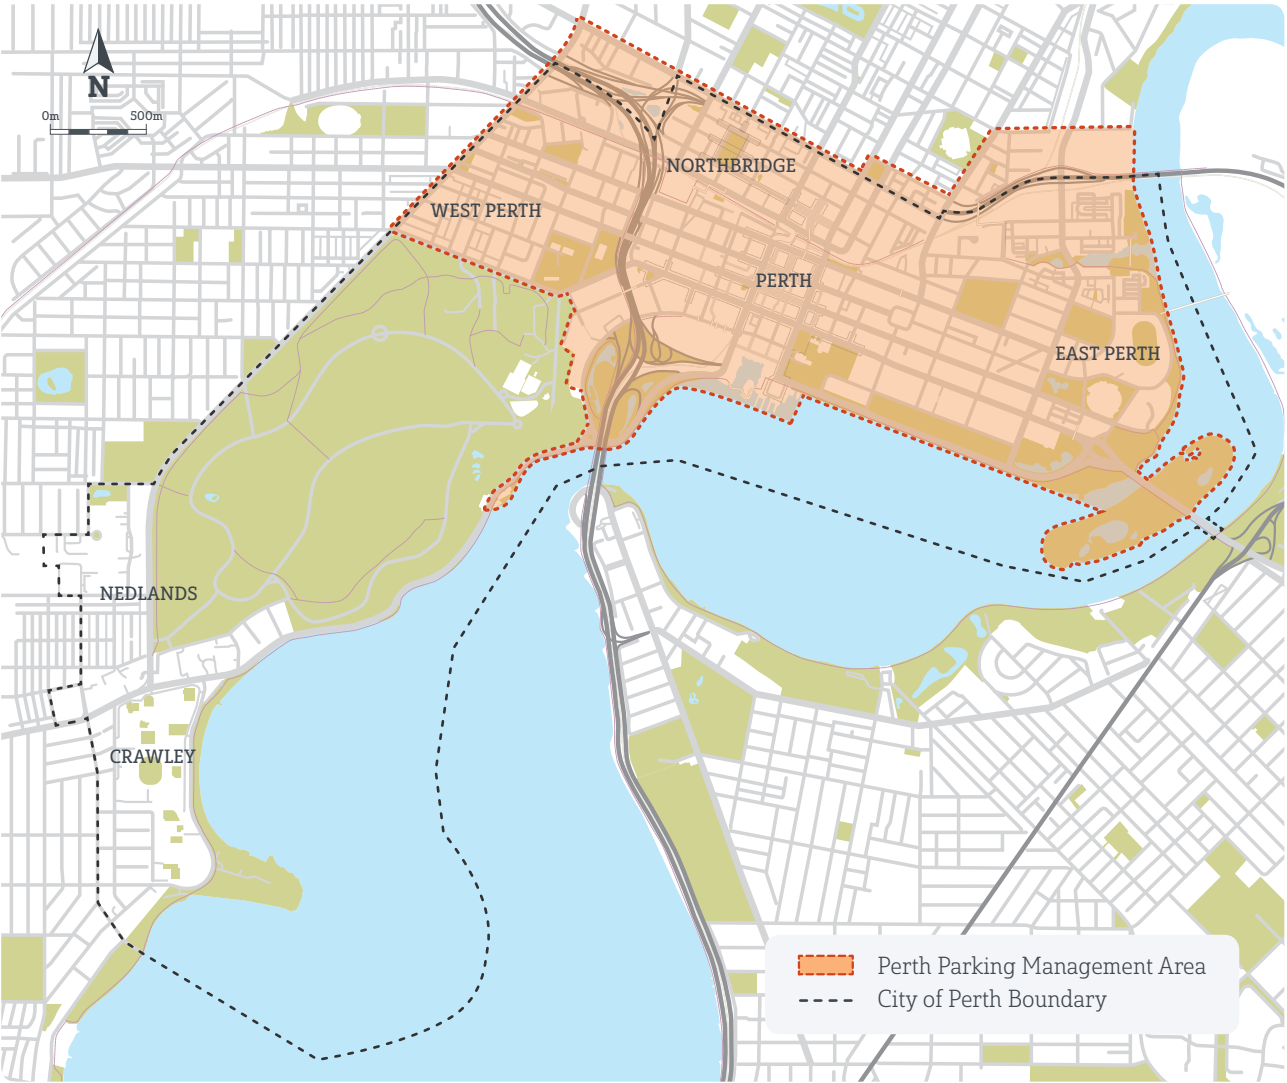 N
0m 500m
NORTHBRIDGE
WEST PERTH
PERTH
EAST PERTH
NEDLANDS
CRAWLEY
Perth Parking Management Area
City of Perth Boundary